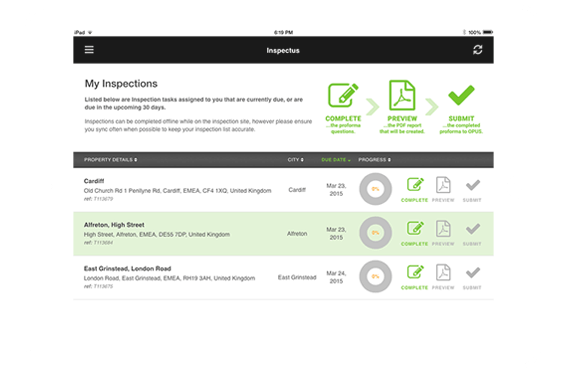 iPad 6:19 PM 100%
Inspectus
My Inspections
Listed below are Inspection tasks assigned to you that are currently due, or are
due in the upcoming 30 days.
Inspections can be completed offline while on the inspection site, however please ensure
you sync often when possible to keep your inspection list accurate.
COMPLETE
...the proforma
questions.
PREVIEW
...the PDF report
that will be created.
SUBMIT
...the completed
proforma to OPUS.
PROPERTY DETAILS CITY DUE DATE PROGRESS
Cardiff
Old Church Rd 1 Penllyne Rd, Cardiff, EMEA, CF4 1XQ, United Kingdom
ref: T113679
Cardiff
Mar 23,
2015
0%
COMPLETE PREVIEW SUBMIT
Alfreton, High Street
High Street, Alfreton, EMEA, DE55 7DP, United Kingdom
ref: T113684
Alfreton
Mar 23,
2015
0%
COMPLETE PREVIEW SUBMIT
East Grinstead, London Road
London Road, East Grinstead, EMEA, RH19 3AH, United Kingdom
ref: T113675
East Grinstead
Mar 24,
2015
0%
COMPLETE PREVIEW SUBMIT